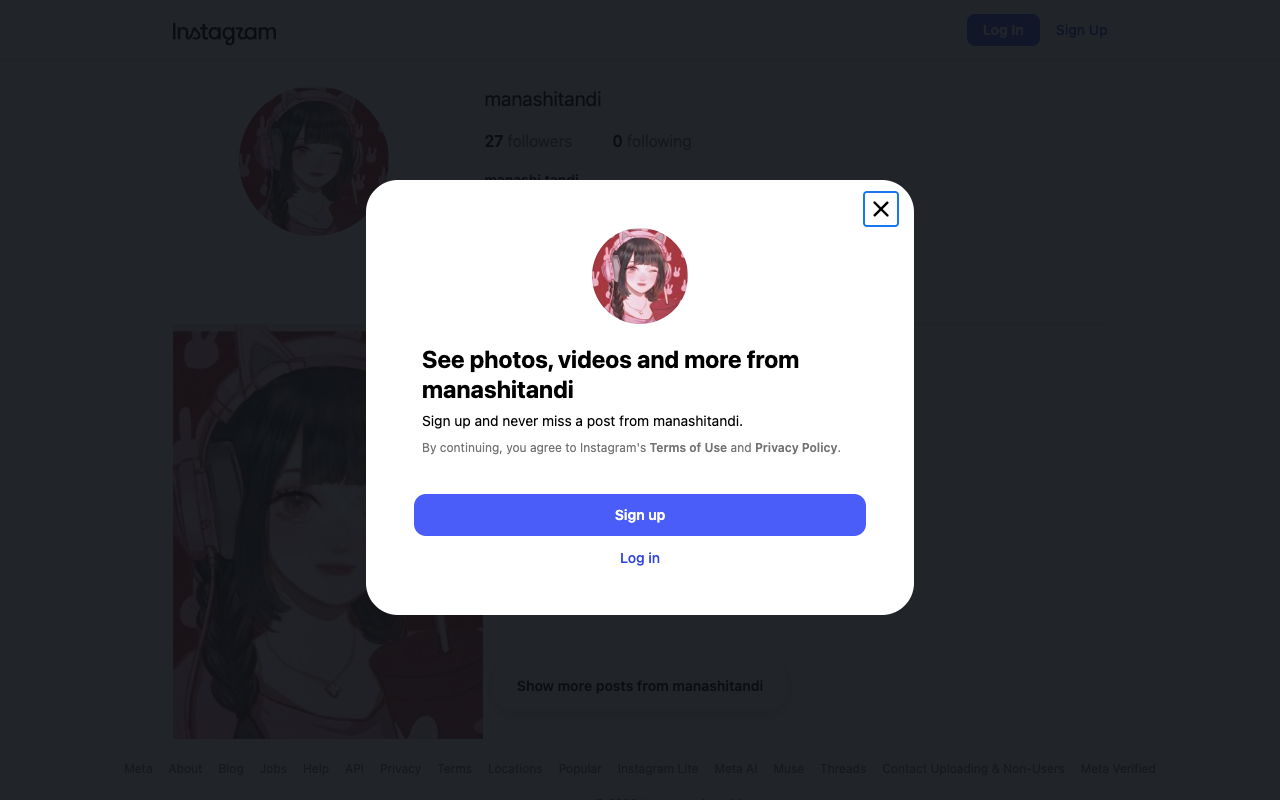 Instagram
Log In
Sign Up
manashitandi
27 followers
0 following
manashi tandi
See photos, videos and more from
manashitandi
Sign up and never miss a post from manashitandi.
By continuing, you agree to Instagram's Terms of Use and Privacy Policy.
Sign up
Log in
Show more posts from manashitandi
Meta About Blog Jobs Help API Privacy Terms Locations Popular Instagram Lite Meta AI Muse Threads Contact Uploading & Non-Users Meta Verified